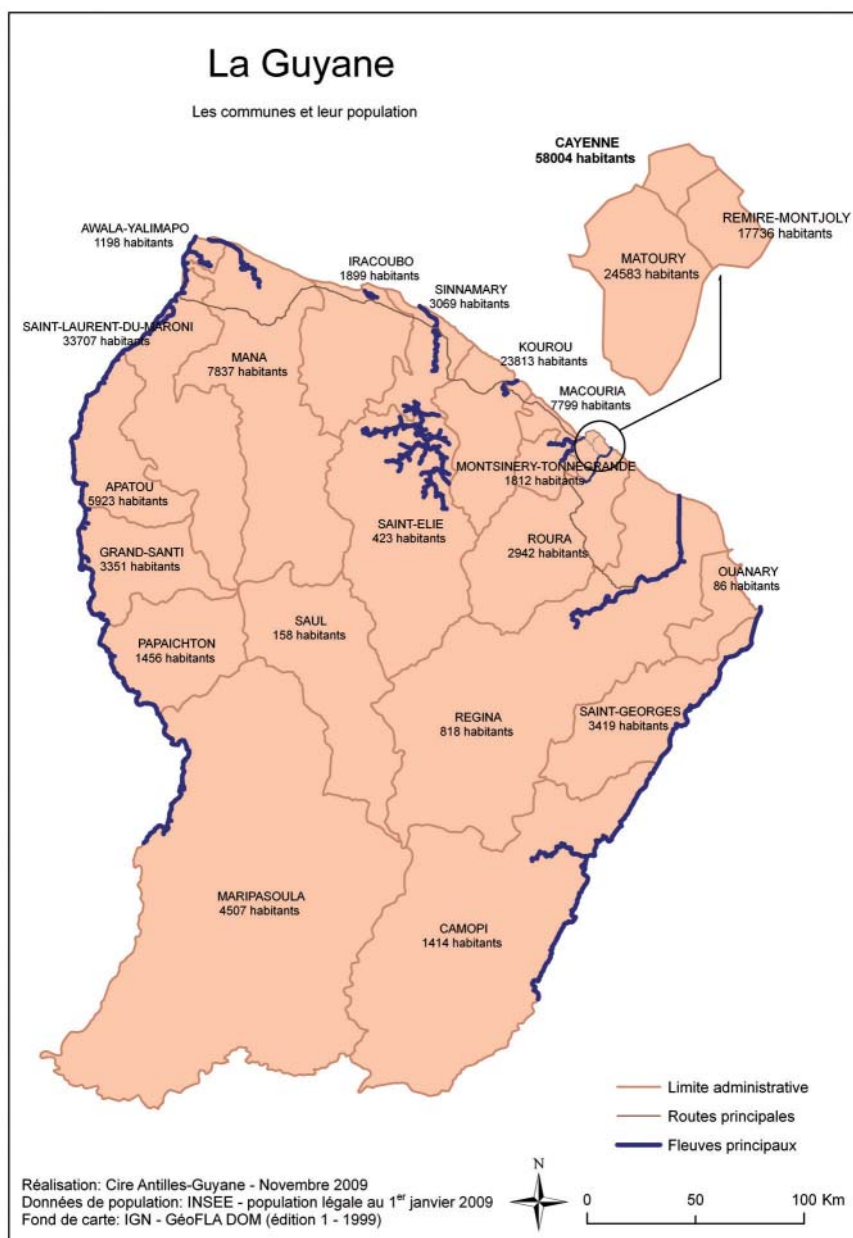 La Guyane
Les communes et leur population
CAYENNE
58004 habitants
REMIRE-MONTJOLY
17736 habitants
MATOURY
24583 habitants
AWALA-YALIMAPO
1198 habitants
IRACOUBO
1899 habitants
SINNAMARY
3069 habitants
SAINT-LAURENT-DU-MARONI
33707 habitants
MANA
7837 habitants
KOUROU
23813 habitants
MACOURIA
7799 habitants
MONTSINERY-TONNEGRANDE
1812 habitants
APATOU
5923 habitants
SAINT-ELIE
423 habitants
ROURA
2942 habitants
GRAND-SANTI
3351 habitants
OUANARY
86 habitants
PAPAICHTON
1456 habitants
SAUL
158 habitants
REGINA
818 habitants
SAINT-GEORGES
3419 habitants
MARIPASOULA
4507 habitants
CAMOPI
1414 habitants
Limite administrative
Routes principales
Fleuves principaux
Réalisation: Cire Antilles-Guyane - Novembre 2009
Données de population: INSEE - population légale au 1er janvier 2009
Fond de carte: IGN - GéoFLA DOM (édition 1 - 1999)
N
0 50 100 Km